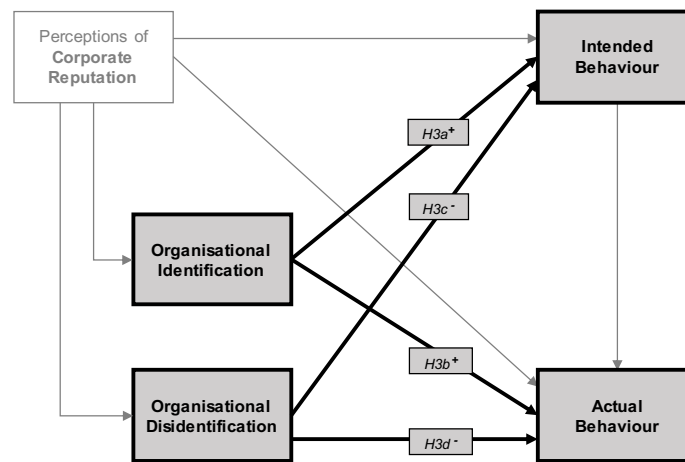 Perceptions of
Corporate
Reputation
Intended
Behaviour
H3a+
H3c-
Organisational
Identification
H3b+
Organisational
Disidentification
H3d-
Actual
Behaviour